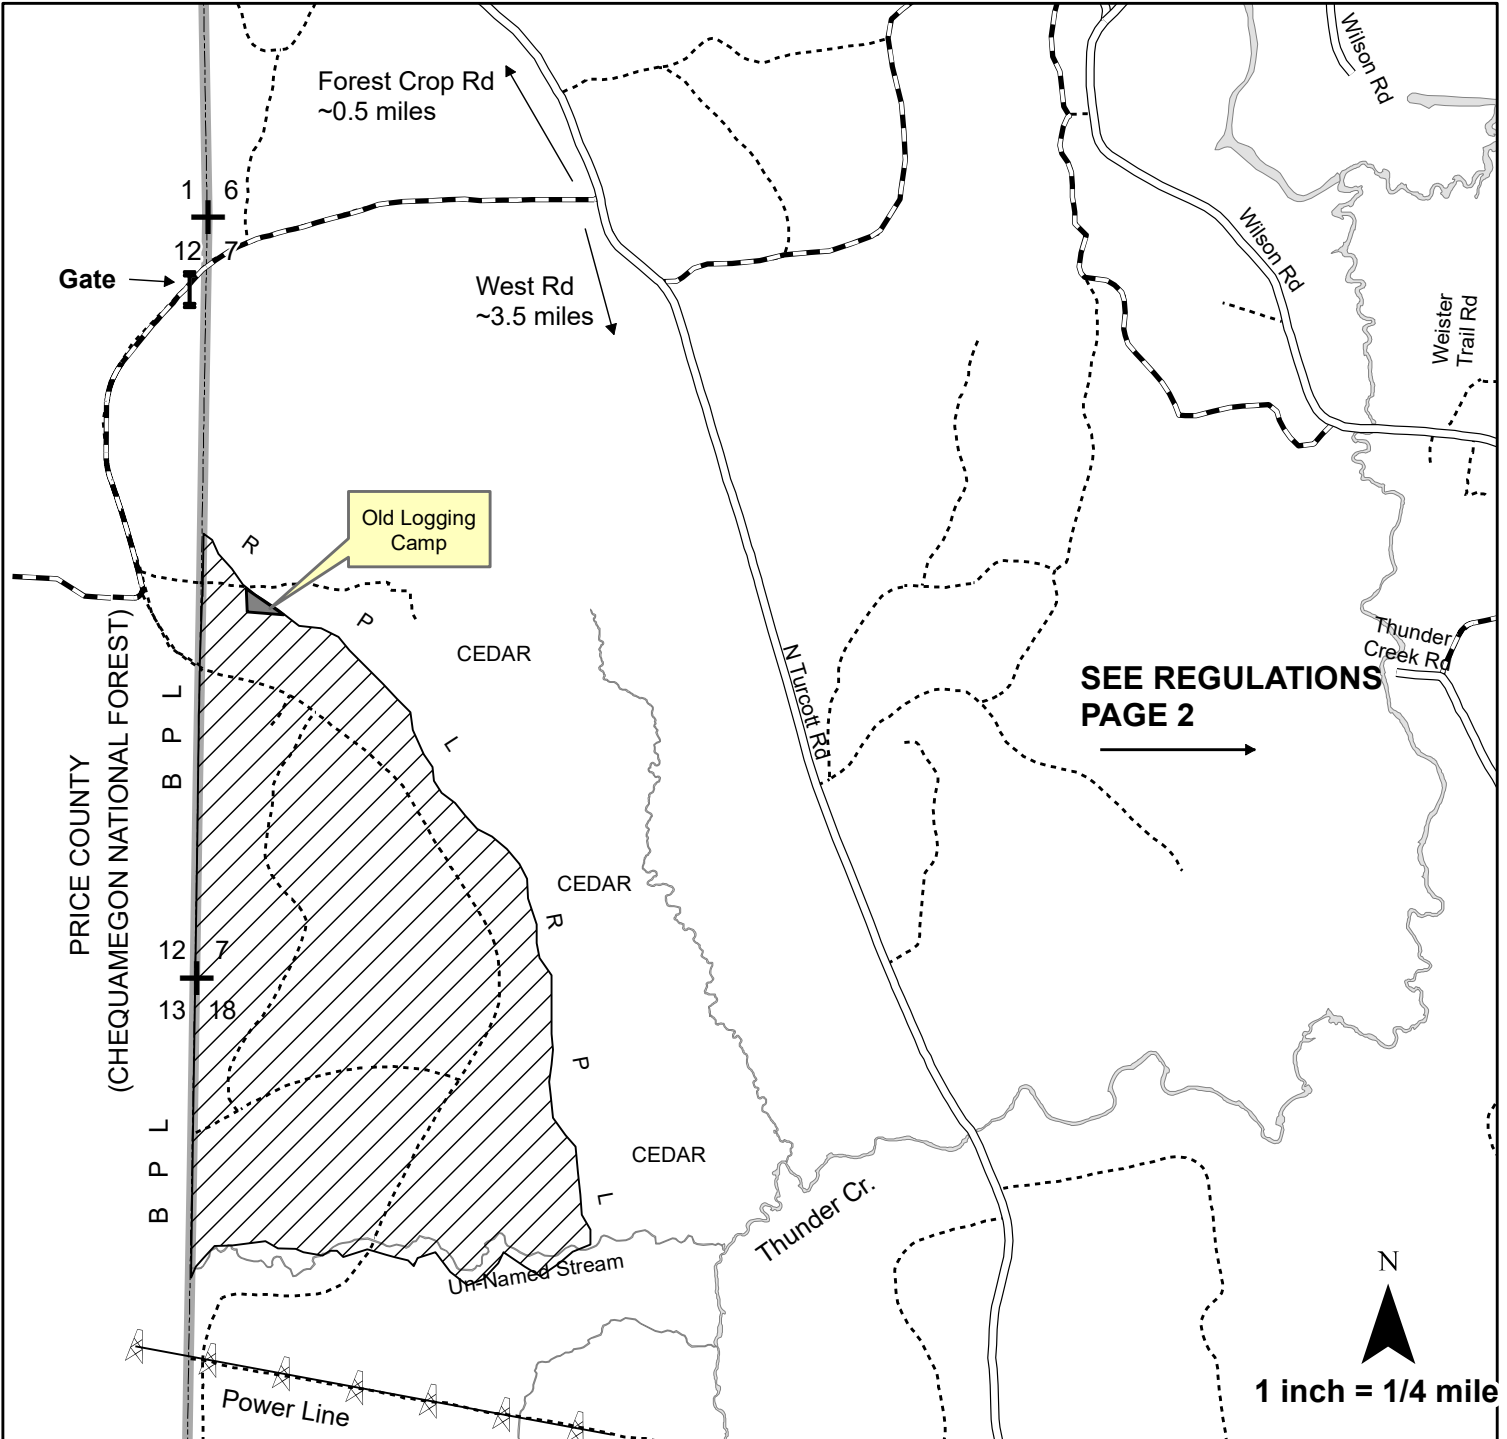 Wilson Rd
Forest Crop Rd
~0.5 miles
1 6
12 7
Gate
West Rd
~3.5 miles
Wilson Rd
Weister
Trail Rd
Old Logging
Camp
R
P
L
R
P
L
CEDAR
CEDAR
CEDAR
N Turcott Rd
Thunder
Creek Rd
SEE REGULATIONS
PAGE 2
PRICE COUNTY
(CHEQUAMEGON NATIONAL FOREST)
B P L
12 7
13 18
B P L
Thunder Cr.
Un-Named Stream
Power Line
N
1 inch = 1/4 mile